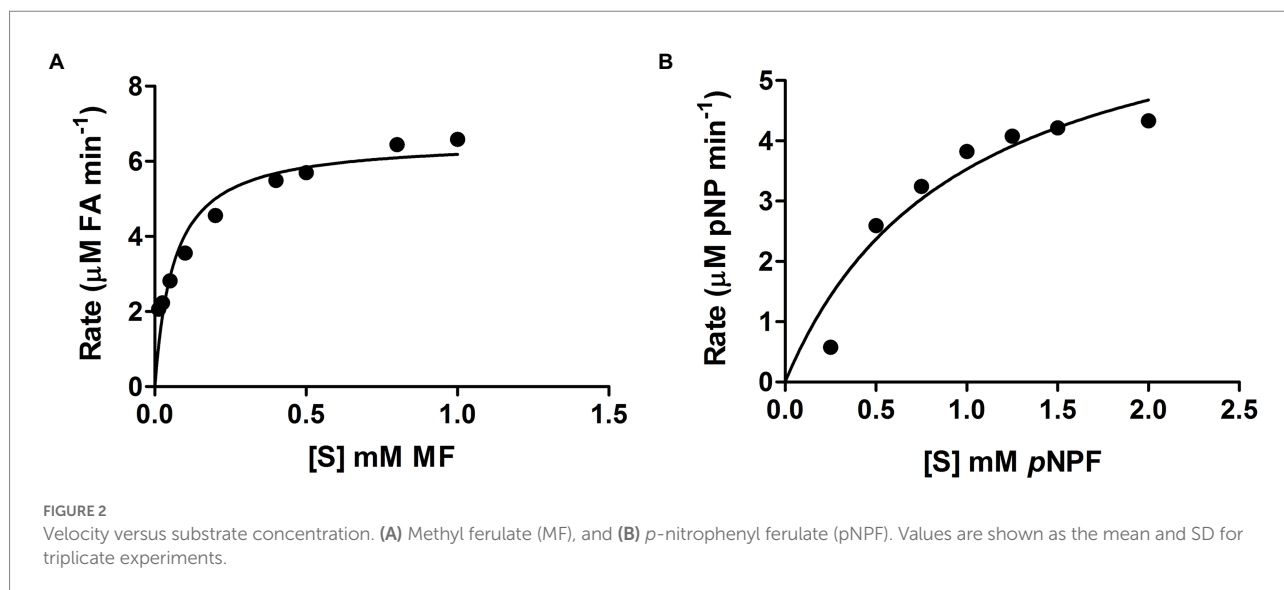 A
8
6
4
2
0
0.0 0.5 1.0 1.5
Rate (μM FA min⁻¹)
[S] mM MF
B
5
4
3
2
1
0
0.0 0.5 1.0 1.5 2.0 2.5
Rate (μM pNP min⁻¹)
[S] mM pNPF
FIGURE 2
Velocity versus substrate concentration. (A) Methyl ferulate (MF), and (B) p-nitrophenyl ferulate (pNPF). Values are shown as the mean and SD for
triplicate experiments.